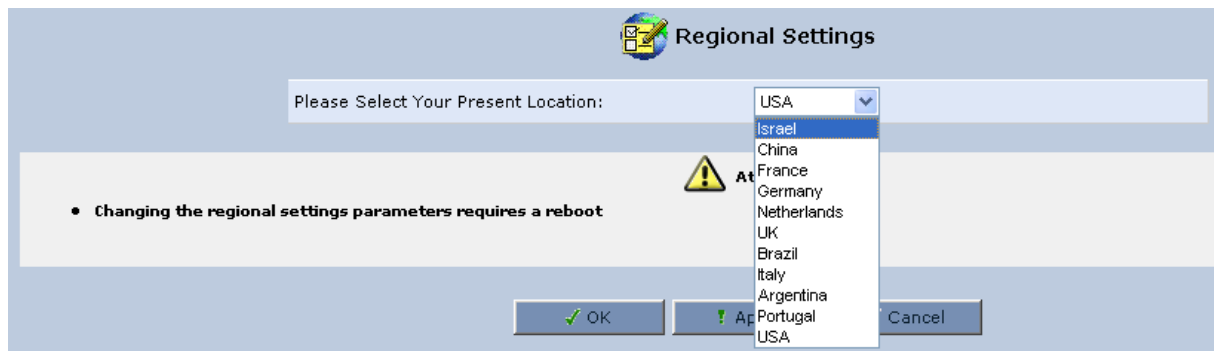 Regional Settings
Please Select Your Present Location:
USA
Israel
China
France
Germany
Netherlands
UK
Brazil
Italy
Argentina
Portugal
USA
Changing the regional settings parameters requires a reboot
OK
Cancel